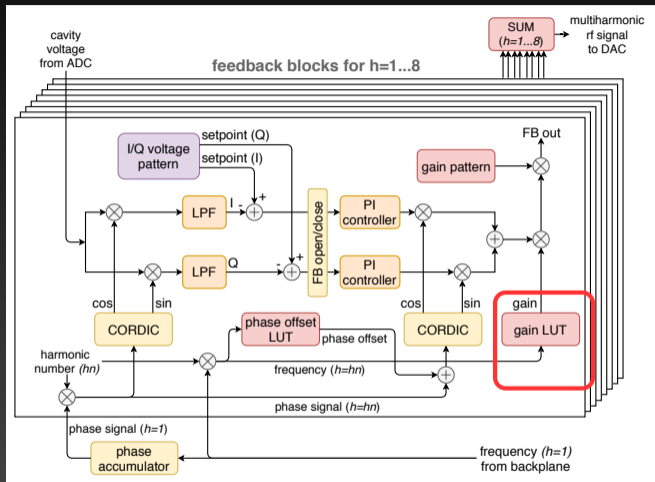 cavity
voltage
from ADC
feedback blocks for h=1...8
SUM
(h=1...8)
multiharmonic
rf signal
to DAC
I/Q voltage
pattern
setpoint (Q)
setpoint (I)
FB out
gain pattern
LPF
I
-
+
FB open/close
PI
controller
LPF
Q
-
+
PI
controller
cos
sin
cos
sin
gain
CORDIC
phase offset
LUT
phase offset
CORDIC
gain LUT
harmonic
number (hn)
frequency (h=hn)
phase signal (h=hn)
phase signal (h=1)
phase
accumulator
frequency (h=1)
from backplane